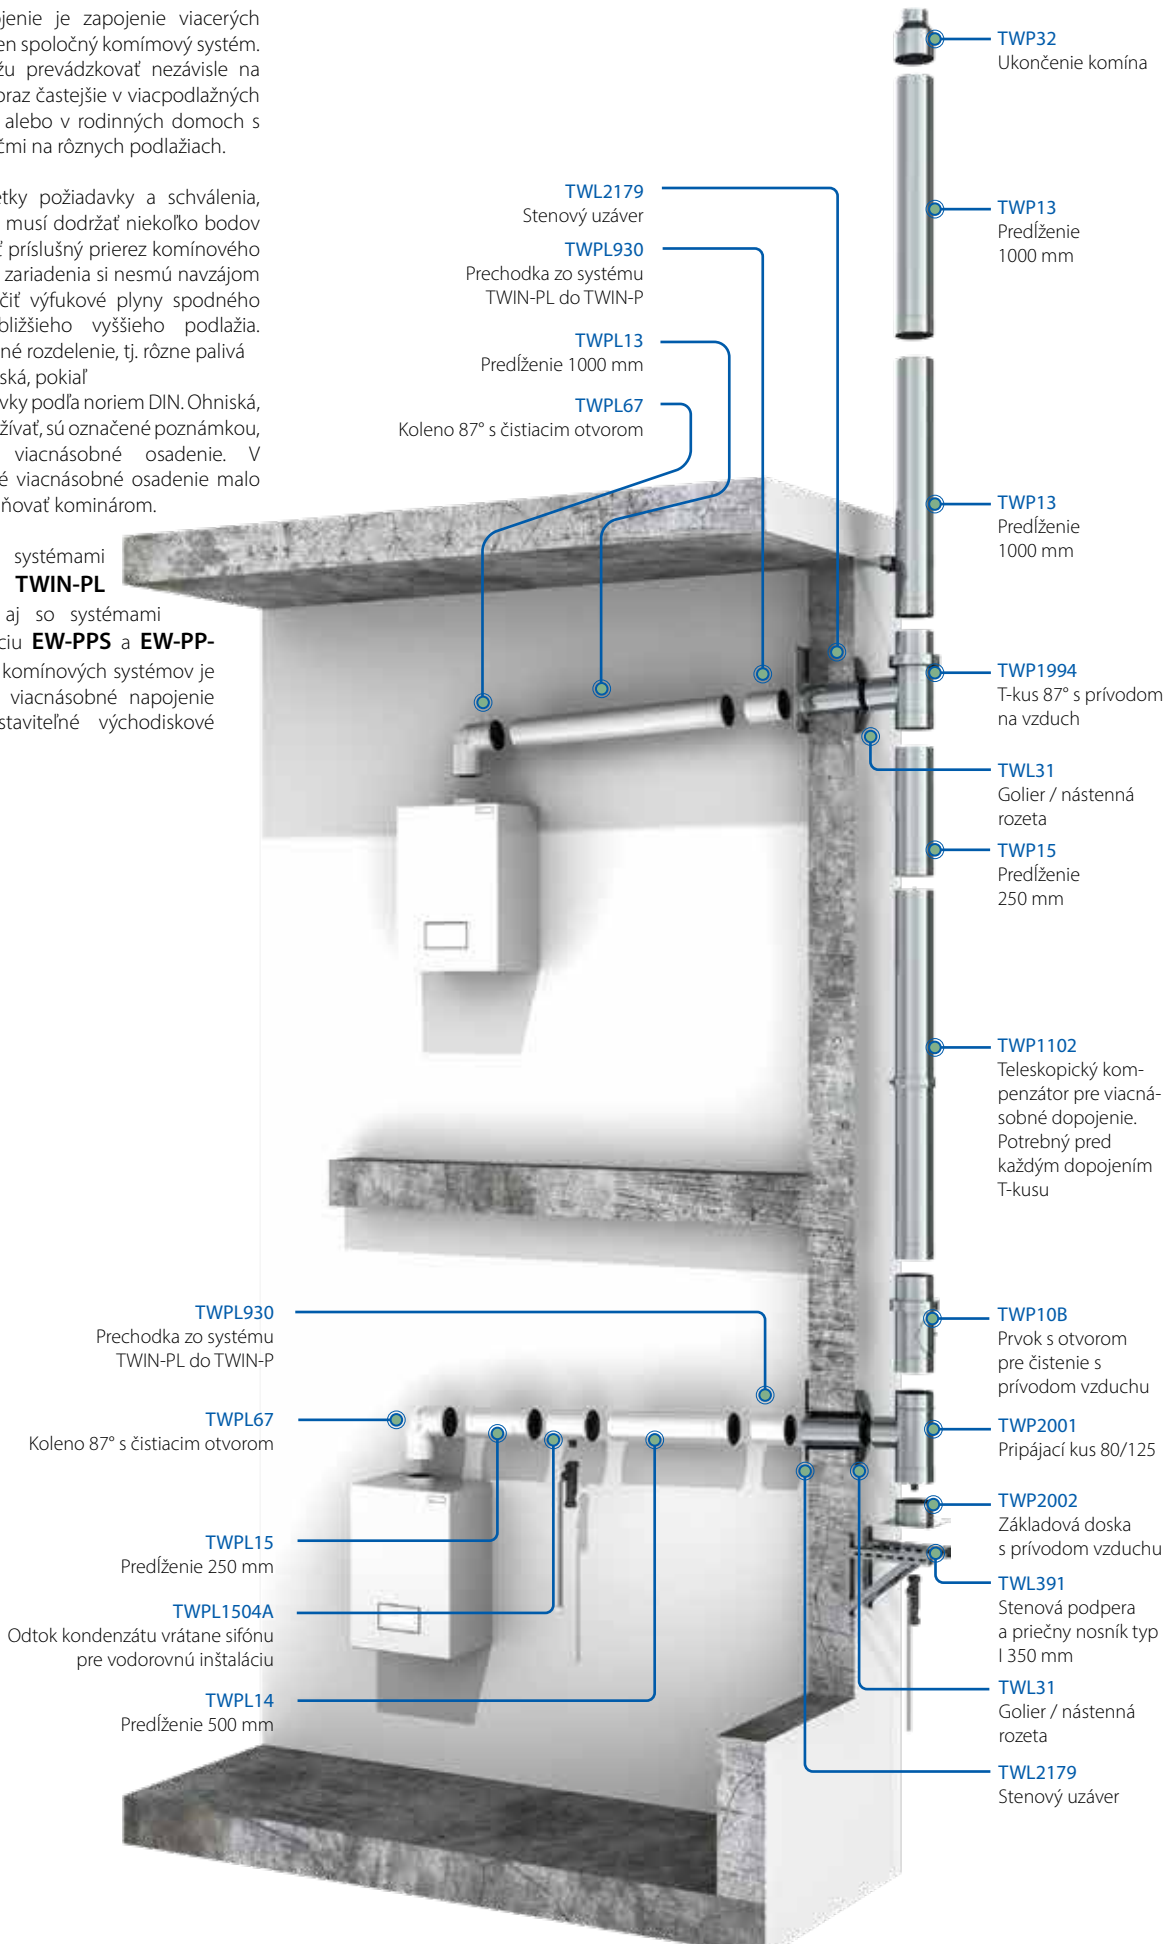 ojenie je zapojenie viacerých
en spoločný komímový systém.
žu prevádzkovať nezávisle na
oraz častejšie v viacpodlažných
alebo v rodinných domoch s
čmi na rôznych podlažiach.
etky požiadavky a schválenia,
musí dodržať niekoľko bodov
ť príslušný prierez komínového
zariadenia si nesmú navzájom
čiť výfukové plyny spodného
bližšieho vyššieho podlažia.
né rozdelenie, tj. rôzne palivá
ská, pokiaľ
vky podľa noriem DIN. Ohniská,
žívať, sú označené poznámkou,
viacnásobné osadenie. V
é viacnásobné osadenie malo
ňovať kominárom.
systémami
TWIN-PL
aj so systémami
ciu EW-PPS a EW-PP-
komínových systémov je
viacnásobné napojenie
staviteľné východiskové
TWL2179
Stenový uzáver
TWPL930
Prechodka zo systému
TWIN-PL do TWIN-P
TWPL13
Predĺženie 1000 mm
TWPL67
Koleno 87° s čistiacim otvorom
TWP32
Ukončenie komína
TWP13
Predĺženie
1000 mm
TWP13
Predĺženie
1000 mm
TWP1994
T-kus 87° s prívodom
na vzduch
TWL31
Golier / nástenná
rozeta
TWP15
Predĺženie
250 mm
TWP1102
Teleskopický kom-
penzátor pre viacná-
sobné dopojenie.
Potrebný pred
každým dopojením
T-kusu
TWP10B
Prvok s otvorom
pre čistenie s
prívodom vzduchu
TWP2001
Pripájací kus 80/125
TWP2002
Základová doska
s prívodom vzduchu
TWL391
Stenová podpera
a priečny nosník typ
I 350 mm
TWL31
Golier / nástenná
rozeta
TWL2179
Stenový uzáver
TWPL930
Prechodka zo systému
TWIN-PL do TWIN-P
TWPL67
Koleno 87° s čistiacim otvorom
TWPL15
Predĺženie 250 mm
TWPL1504A
Odtok kondenzátu vrátane sifónu
pre vodorovnú inštaláciu
TWPL14
Predĺženie 500 mm